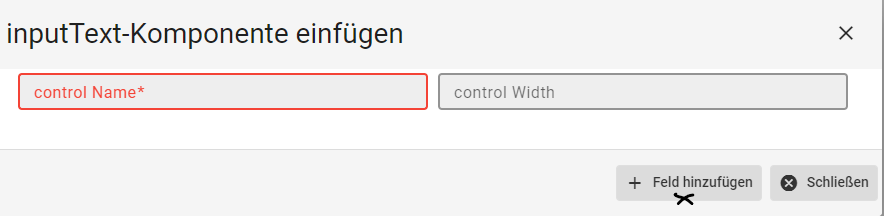 inputText-Komponente einfügen
control Name*
control Width
Feld hinzufügen
Schließen